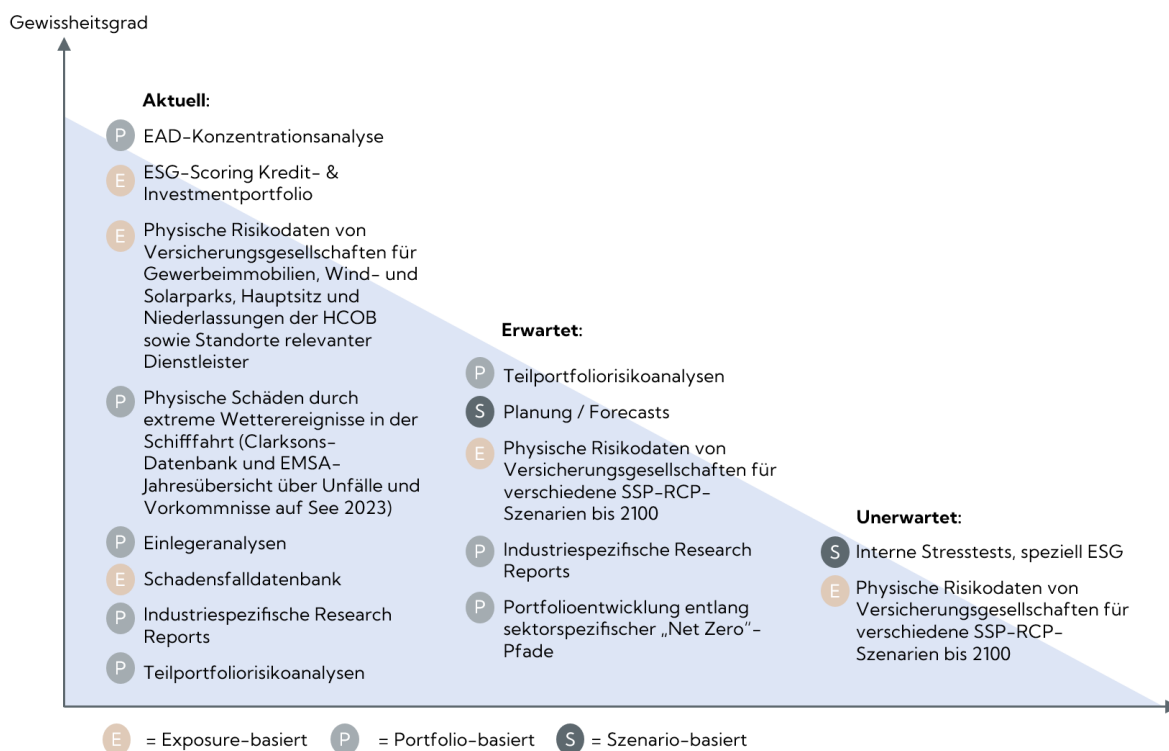 Gewissheitsgrad
Aktuell:
P EAD-Konzentrationsanalyse
E ESG-Scoring Kredit- &
Investmentportfolio
E Physische Risikodaten von
Versicherungsgesellschaften für
Gewerbeimmobilien, Wind- und
Solarparks, Hauptsitz und
Niederlassungen der HCOB
sowie Standorte relevanter
Dienstleister
P Physische Schäden durch
extreme Wetterereignisse in der
Schifffahrt (Clarksons-
Datenbank und EMSA-
Jahresübersicht über Unfälle und
Vorkommnisse auf See 2023)
P Einlegeranalysen
E Schadensfalldatenbank
P Industriespezifische Research
Reports
P Teilportfoliorisikoanalysen
Erwartet:
P Teilportfoliorisikoanalysen
S Planung / Forecasts
E Physische Risikodaten von
Versicherungsgesellschaften für
verschiedene SSP-RCP-
Szenarien bis 2100
P Industriespezifische Research
Reports
P Portfolioentwicklung entlang
sektorspezifischer „Net Zero"-
Pfade
Unerwartet:
S Interne Stresstests, speziell ESG
E Physische Risikodaten von
Versicherungsgesellschaften für
verschiedene SSP-RCP-
Szenarien bis 2100
E = Exposure-basiert P = Portfolio-basiert S = Szenario-basiert